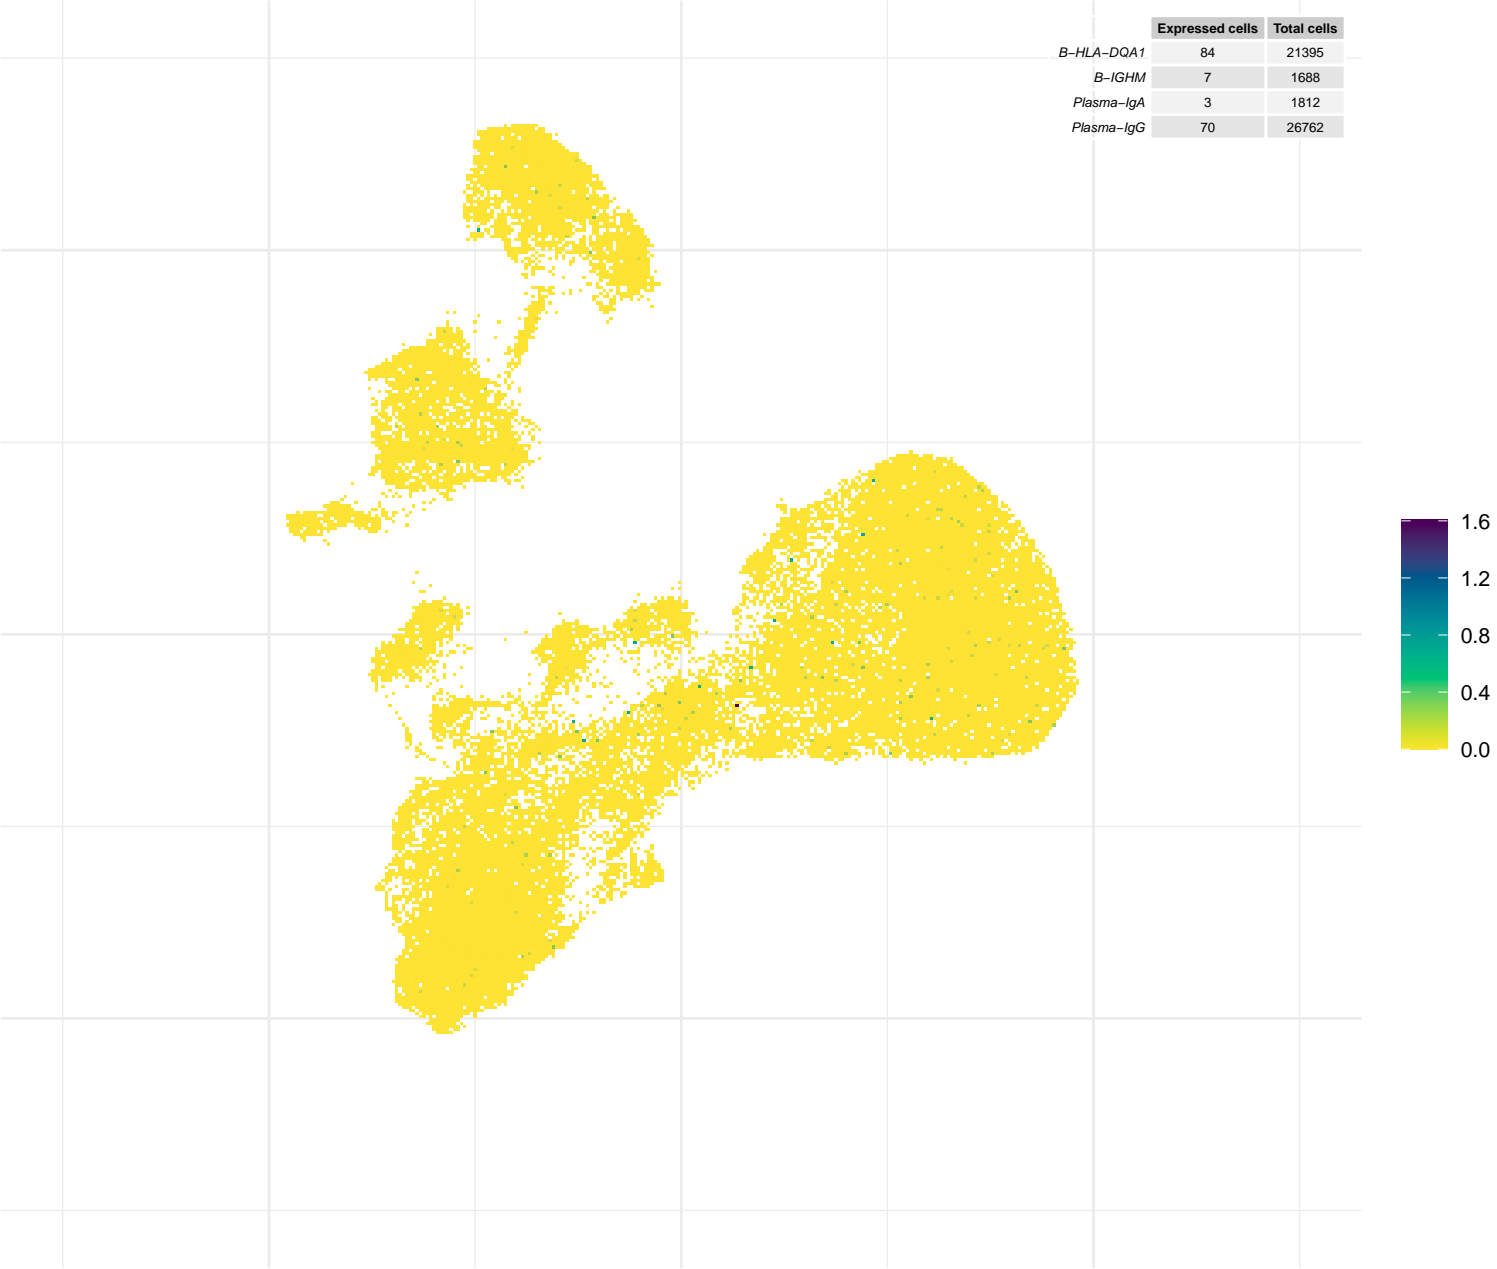 Expressed cells Total cells
B−HLA−DQA1 84 21395
B−IGHM 7 1688
Plasma−IgA 3 1812
Plasma−IgG 70 26762
1.6
1.2
0.8
0.4
0.0